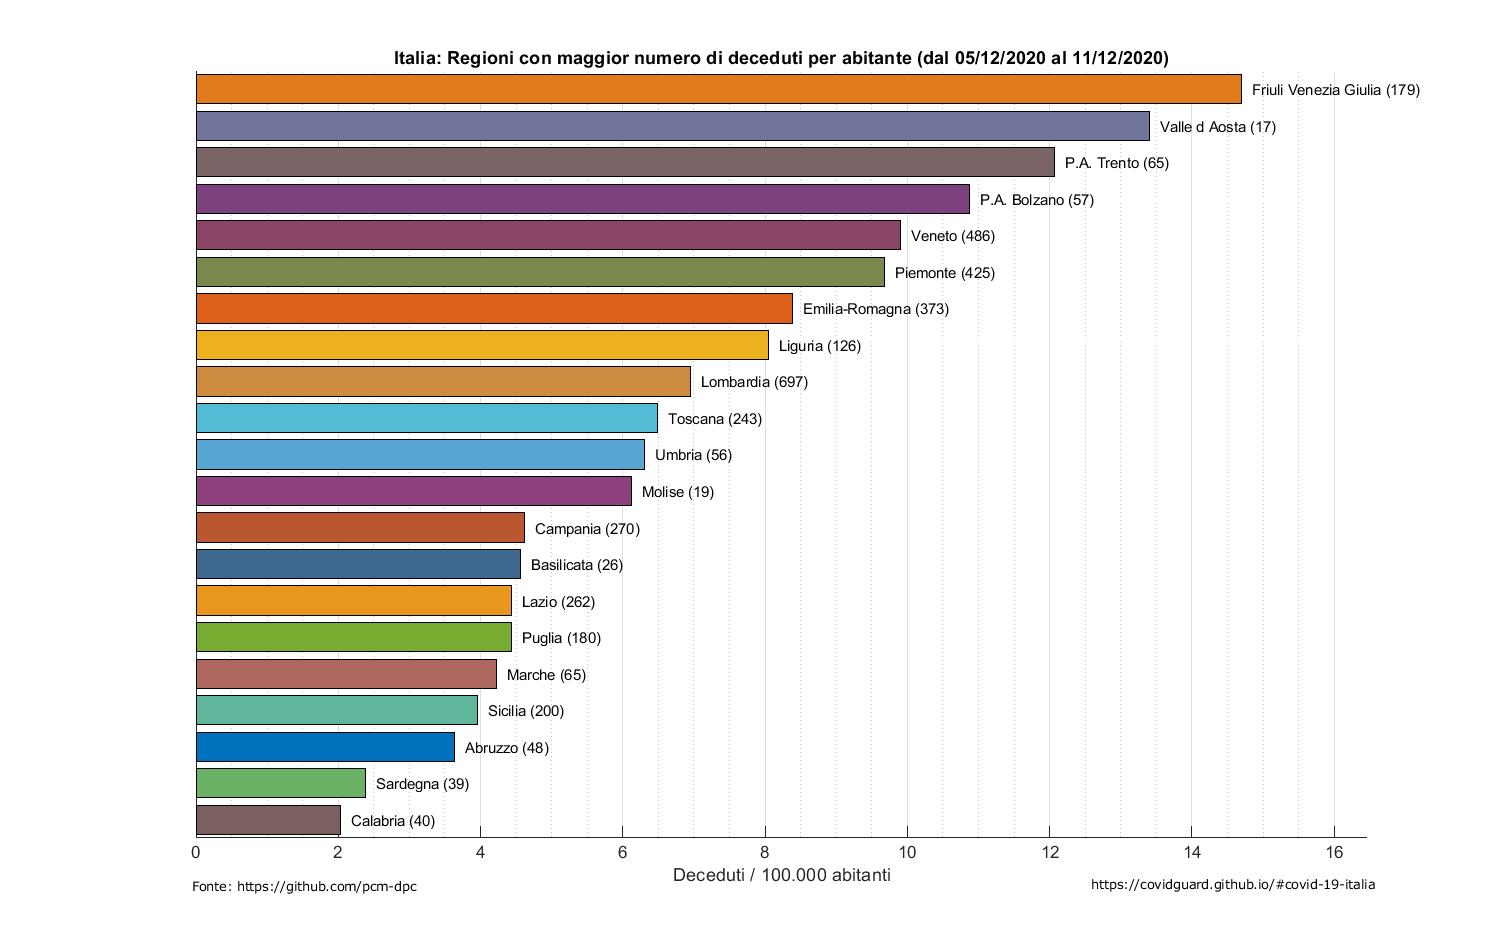 Italia: Regioni con maggior numero di deceduti per abitante (dal 05/12/2020 al 11/12/2020)
Friuli Venezia Giulia (179)
Valle d Aosta (17)
P.A. Trento (65)
P.A. Bolzano (57)
Veneto (486)
Piemonte (425)
Emilia-Romagna (373)
Liguria (126)
Lombardia (697)
Toscana (243)
Umbria (56)
Molise (19)
Campania (270)
Basilicata (26)
Lazio (262)
Puglia (180)
Marche (65)
Sicilia (200)
Abruzzo (48)
Sardegna (39)
Calabria (40)
0 2 4 6 8 10 12 14 16
Deceduti / 100.000 abitanti
Fonte: https://github.com/pcm-dpc
https://covidguard.github.io/#covid-19-italia